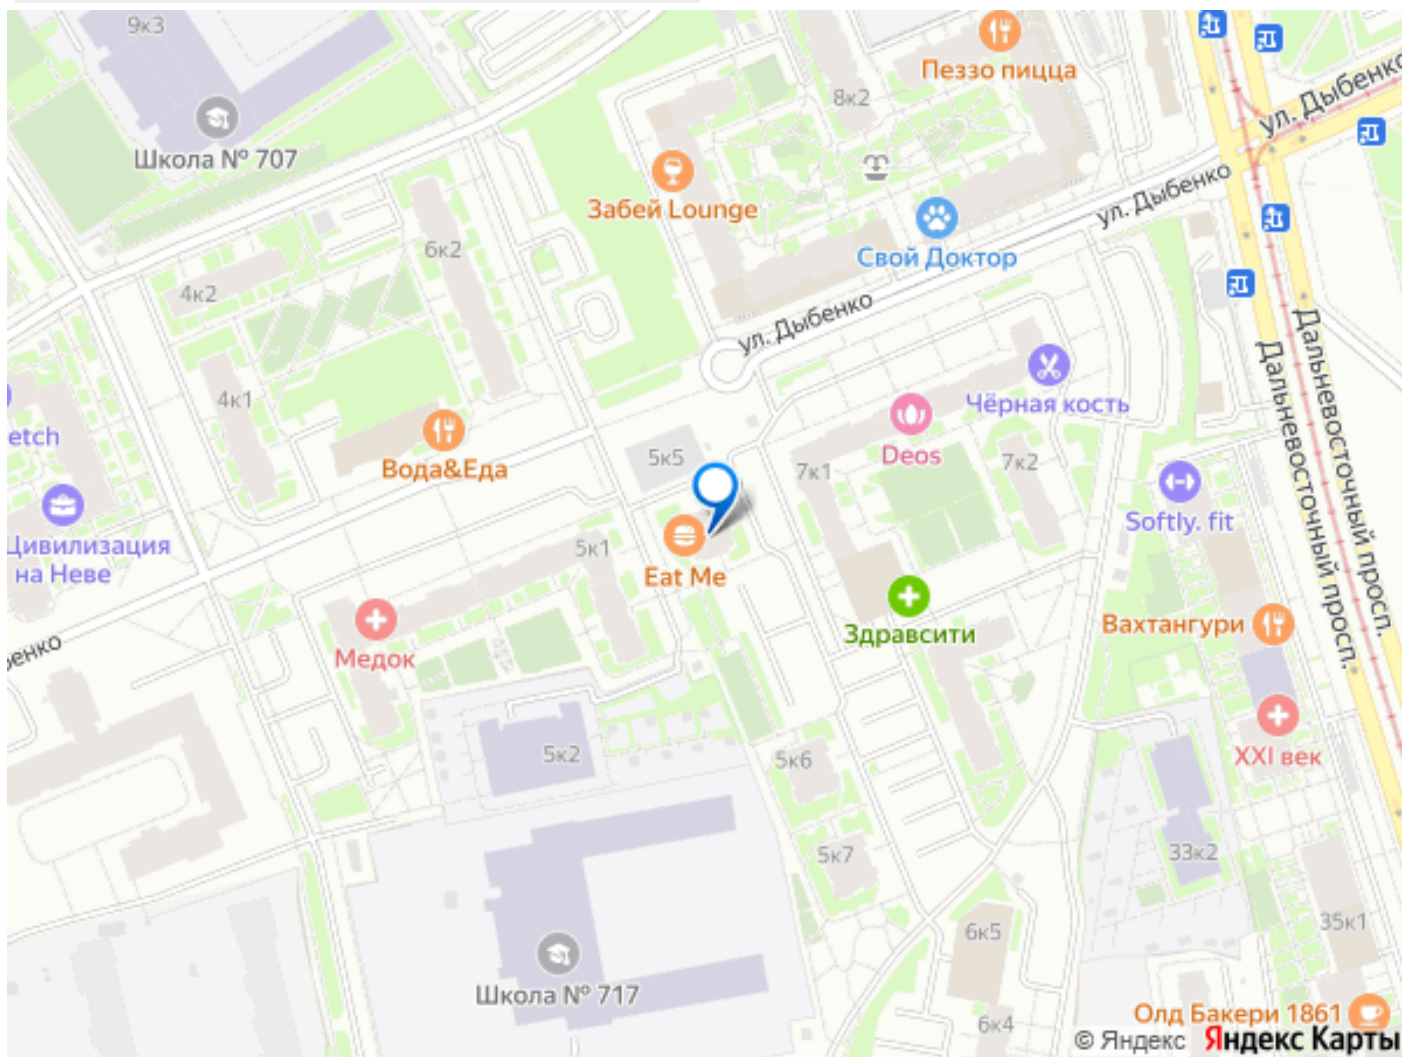 9к3
Школа № 707
Пеззо пицца
8к2
ул. Дыбенко
Забей Lounge
ул. Дыбенко
Свой Доктор
6к2
4к2
ул. Дыбенко
Дальневосточный просп.
Дальневосточный просп.
4к1
Чёрная кость
etch
Вода&Еда
5к5
7к1
Deos
7к2
Softly. fit
Цивилизация
на Неве
5к1
Eat Me
Здравсити
Вахтангури
Медок
5к2
5к6
XXI век
5к7
33к2
35к1
6к5
Школа № 717
6к4
Олд Бакери 1861
© Яндекс Яндекс Карты